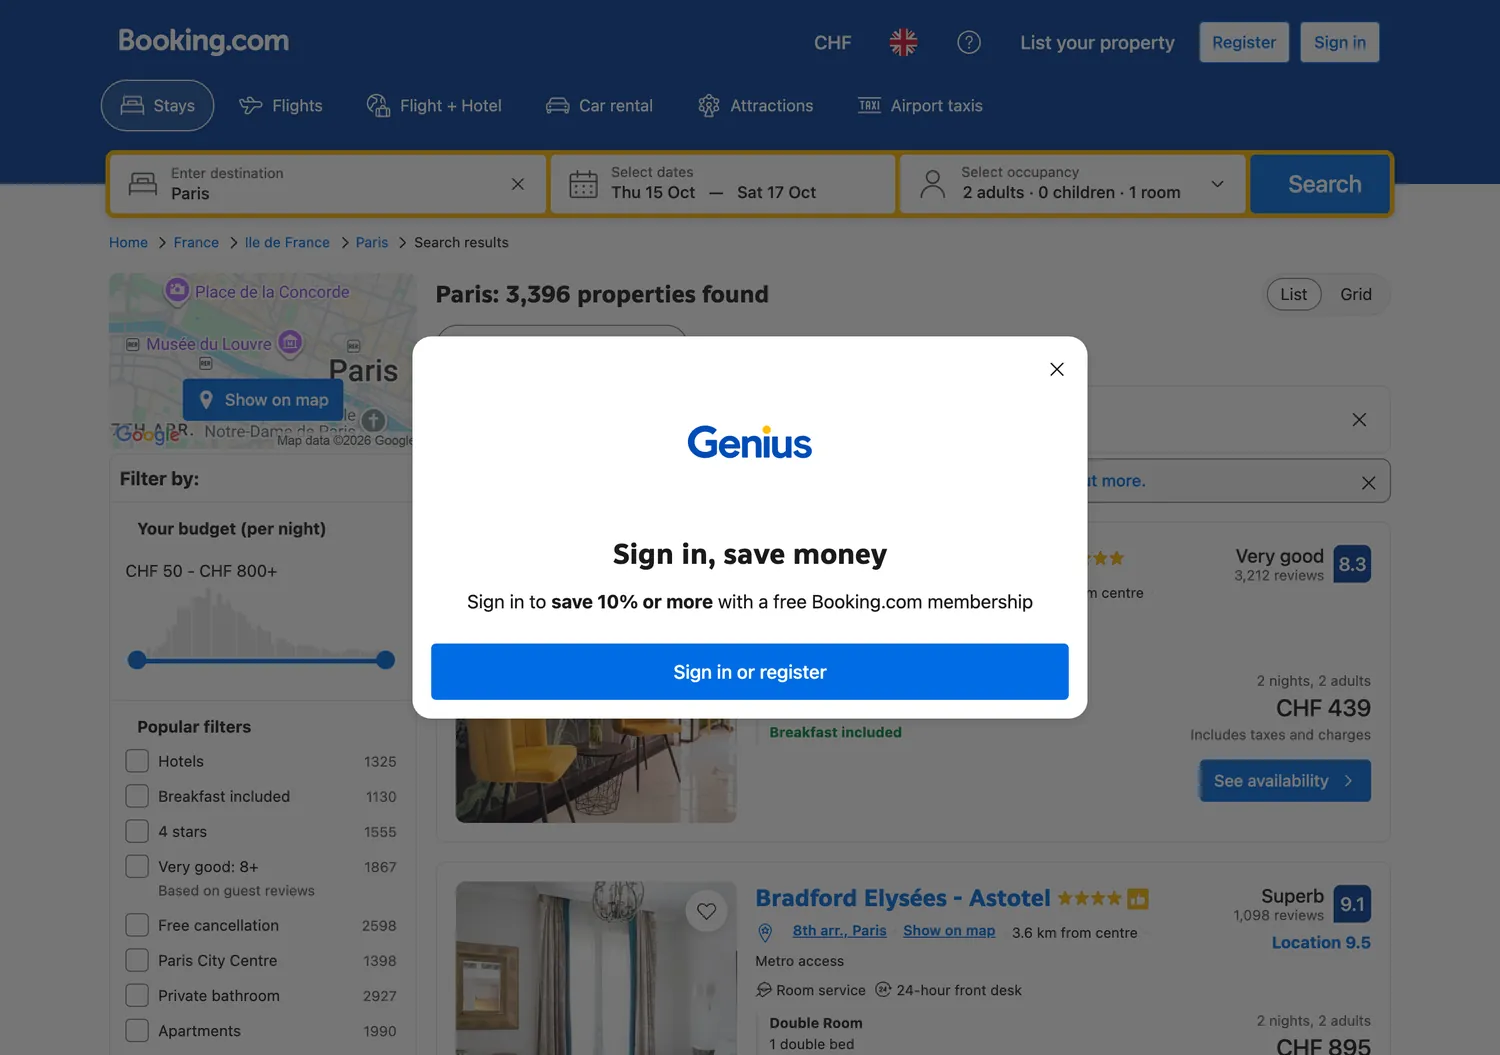 Booking.com
CHF
List your property
Register
Sign in
Stays
Flights
Flight + Hotel
Car rental
Attractions
TAXI
Airport taxis
Enter destination
Paris
Select dates
Thu 15 Oct — Sat 17 Oct
Select occupancy
2 adults · 0 children · 1 room
Search
Home > France > Ile de France > Paris > Search results
Place de la Concorde
Musée du Louvre
Paris
Show on map
Google
Notre-Dame de Paris
Map data ©2026 Google
Paris: 3,396 properties found
List
Grid
Filter by:
Your budget (per night)
CHF 50 - CHF 800+
Popular filters
Hotels 1325
Breakfast included 1130
4 stars 1555
Very good: 8+ 1867
Based on guest reviews
Free cancellation 2598
Paris City Centre 1398
Private bathroom 2927
Apartments 1990
Genius
Sign in, save money
Sign in to save 10% or more with a free Booking.com membership
Sign in or register
more.
Very good
8.3
3,212 reviews
centre
2 nights, 2 adults
CHF 439
Includes taxes and charges
Breakfast included
See availability
Bradford Elysées - Astotel
8th arr., Paris
Show on map
3.6 km from centre
Metro access
Room service
24-hour front desk
Double Room
1 double bed
Superb
9.1
1,098 reviews
Location 9.5
2 nights, 2 adults
CHF 895